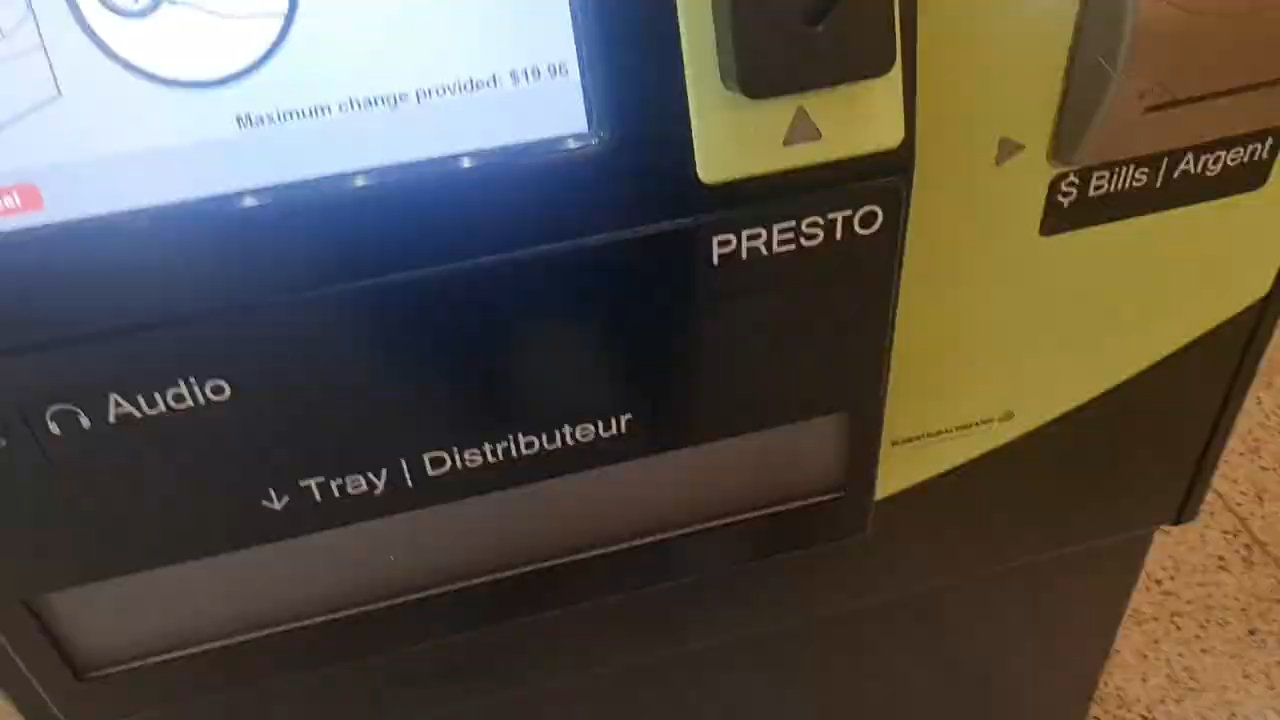 Maximum change provided: $19.95
PRESTO
$ Bills | Argent
Audio
↓ Tray | Distributeur